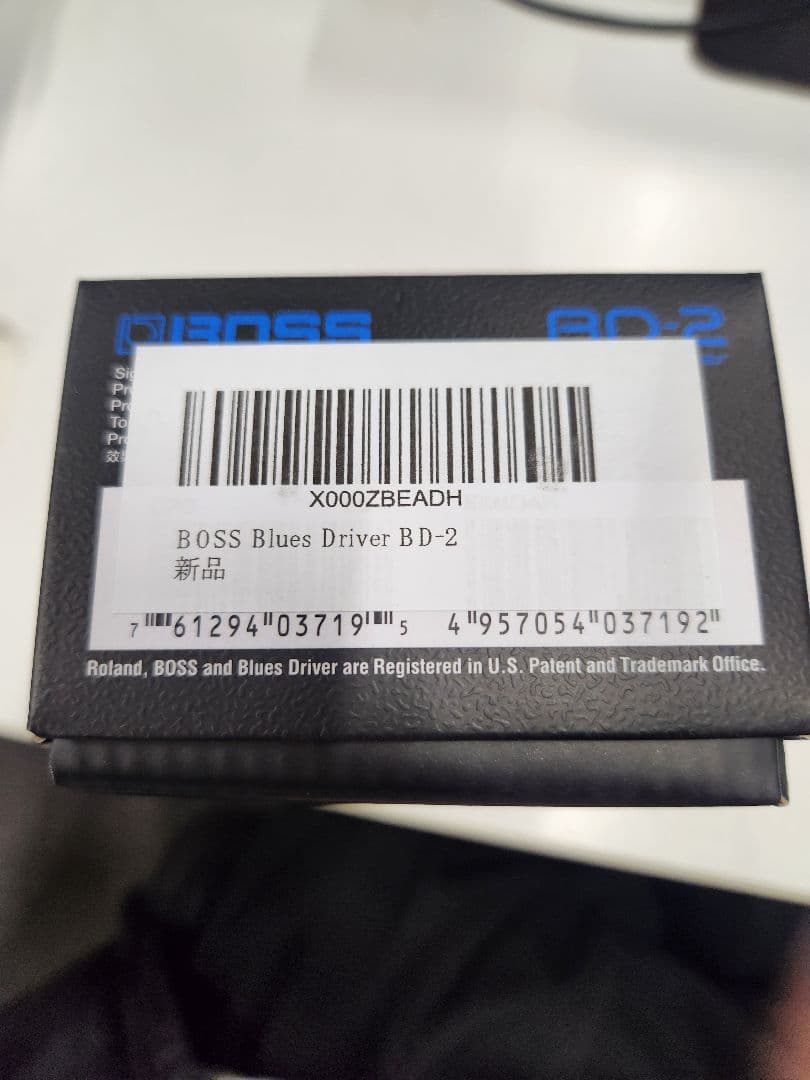 BOSS BD-2
X000ZBEADH
BOSS Blues Driver BD-2
新品
7 61294 03719 5 4 957054 037192
Roland, BOSS and Blues Driver are Registered in U.S. Patent and Trademark Office.